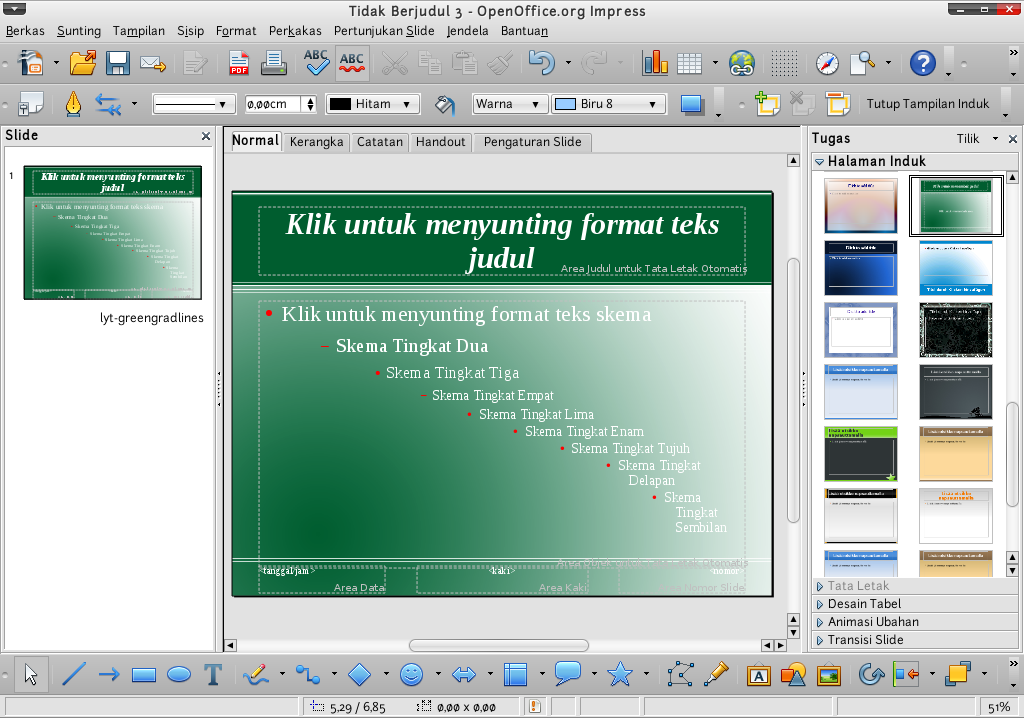 Tidak Berjudul 3 - OpenOffice.org Impress
Berkas Sunting Tampilan Sisip Format Perkakas Pertunjukan Slide Jendela Bantuan
PDF ABC ABC
0,00cm Hitam Warna Biru 8 Tutup Tampilan Induk
Slide
1
Klik untuk menyunting format teks judul
lyt-greengradlines
Normal Kerangka Catatan Handout Pengaturan Slide
Klik untuk menyunting format teks
judul
Area Judul untuk Tata Letak Otomatis
• Klik untuk menyunting format teks skema
– Skema Tingkat Dua
• Skema Tingkat Tiga
– Skema Tingkat Empat
• Skema Tingkat Lima
• Skema Tingkat Enam
• Skema Tingkat Tujuh
• Skema Tingkat
Delapan
• Skema
Tingkat
Sembilan
<tanggal/jam> <kaki> <nomor>
Area Data Area Kaki Area Nomor Slide
Tugas Tilik
Halaman Induk
Tata Letak
Desain Tabel
Animasi Ubahan
Transisi Slide
5,29 / 6,85 0,00 x 0,00 51%